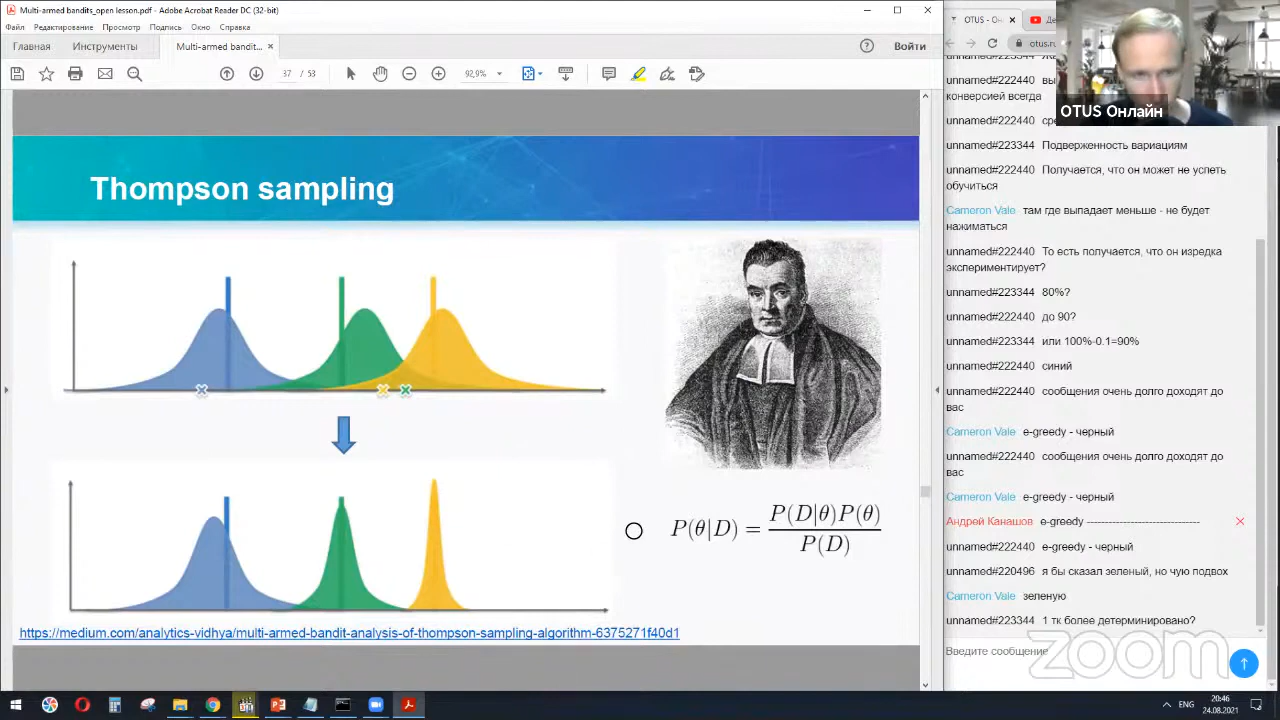 Multi-armed bandits_open lesson.pdf - Adobe Acrobat Reader DC (32-bit)
Файл Редактирование Просмотр Подпись Окно Справка
Главная Инструменты Multi-armed bandit... ×
Войти
37 / 53
92,9%
Thompson sampling
P(θ|D) = P(D|θ)P(θ) / P(D)
https://medium.com/analytics-vidhya/multi-armed-bandit-analysis-of-thompson-sampling-algorithm-6375271f40d1
OTUS - Он
otus.ru
OTUS Онлайн
unnamed#222440
конверсией всегда
unnamed#222440
unnamed#223344 Подверженность вариациям
unnamed#222440 Получается, что он может не успеть
обучиться
Cameron Vale там где выпадает меньше - не будет
нажиматься
unnamed#222440 То есть получается, что он изредка
экспериментирует?
unnamed#223344 80%?
unnamed#222440 до 90?
unnamed#223344 или 100%-0.1=90%
unnamed#222440 синий
unnamed#222440 сообщения очень долго доходят до
вас
Cameron Vale e-greedy - черный
unnamed#222440 сообщения очень долго доходят до
вас
Cameron Vale e-greedy - черный
Андрей Канашов e-greedy ------------------------------
unnamed#222440 e-greedy - черный
unnamed#220496 я бы сказал зеленый, но чую подвох
Cameron Vale зеленую
unnamed#223344 1 тк более детерминировано?
Введите сообщение
zoom
ENG
20:46
24.08.2021